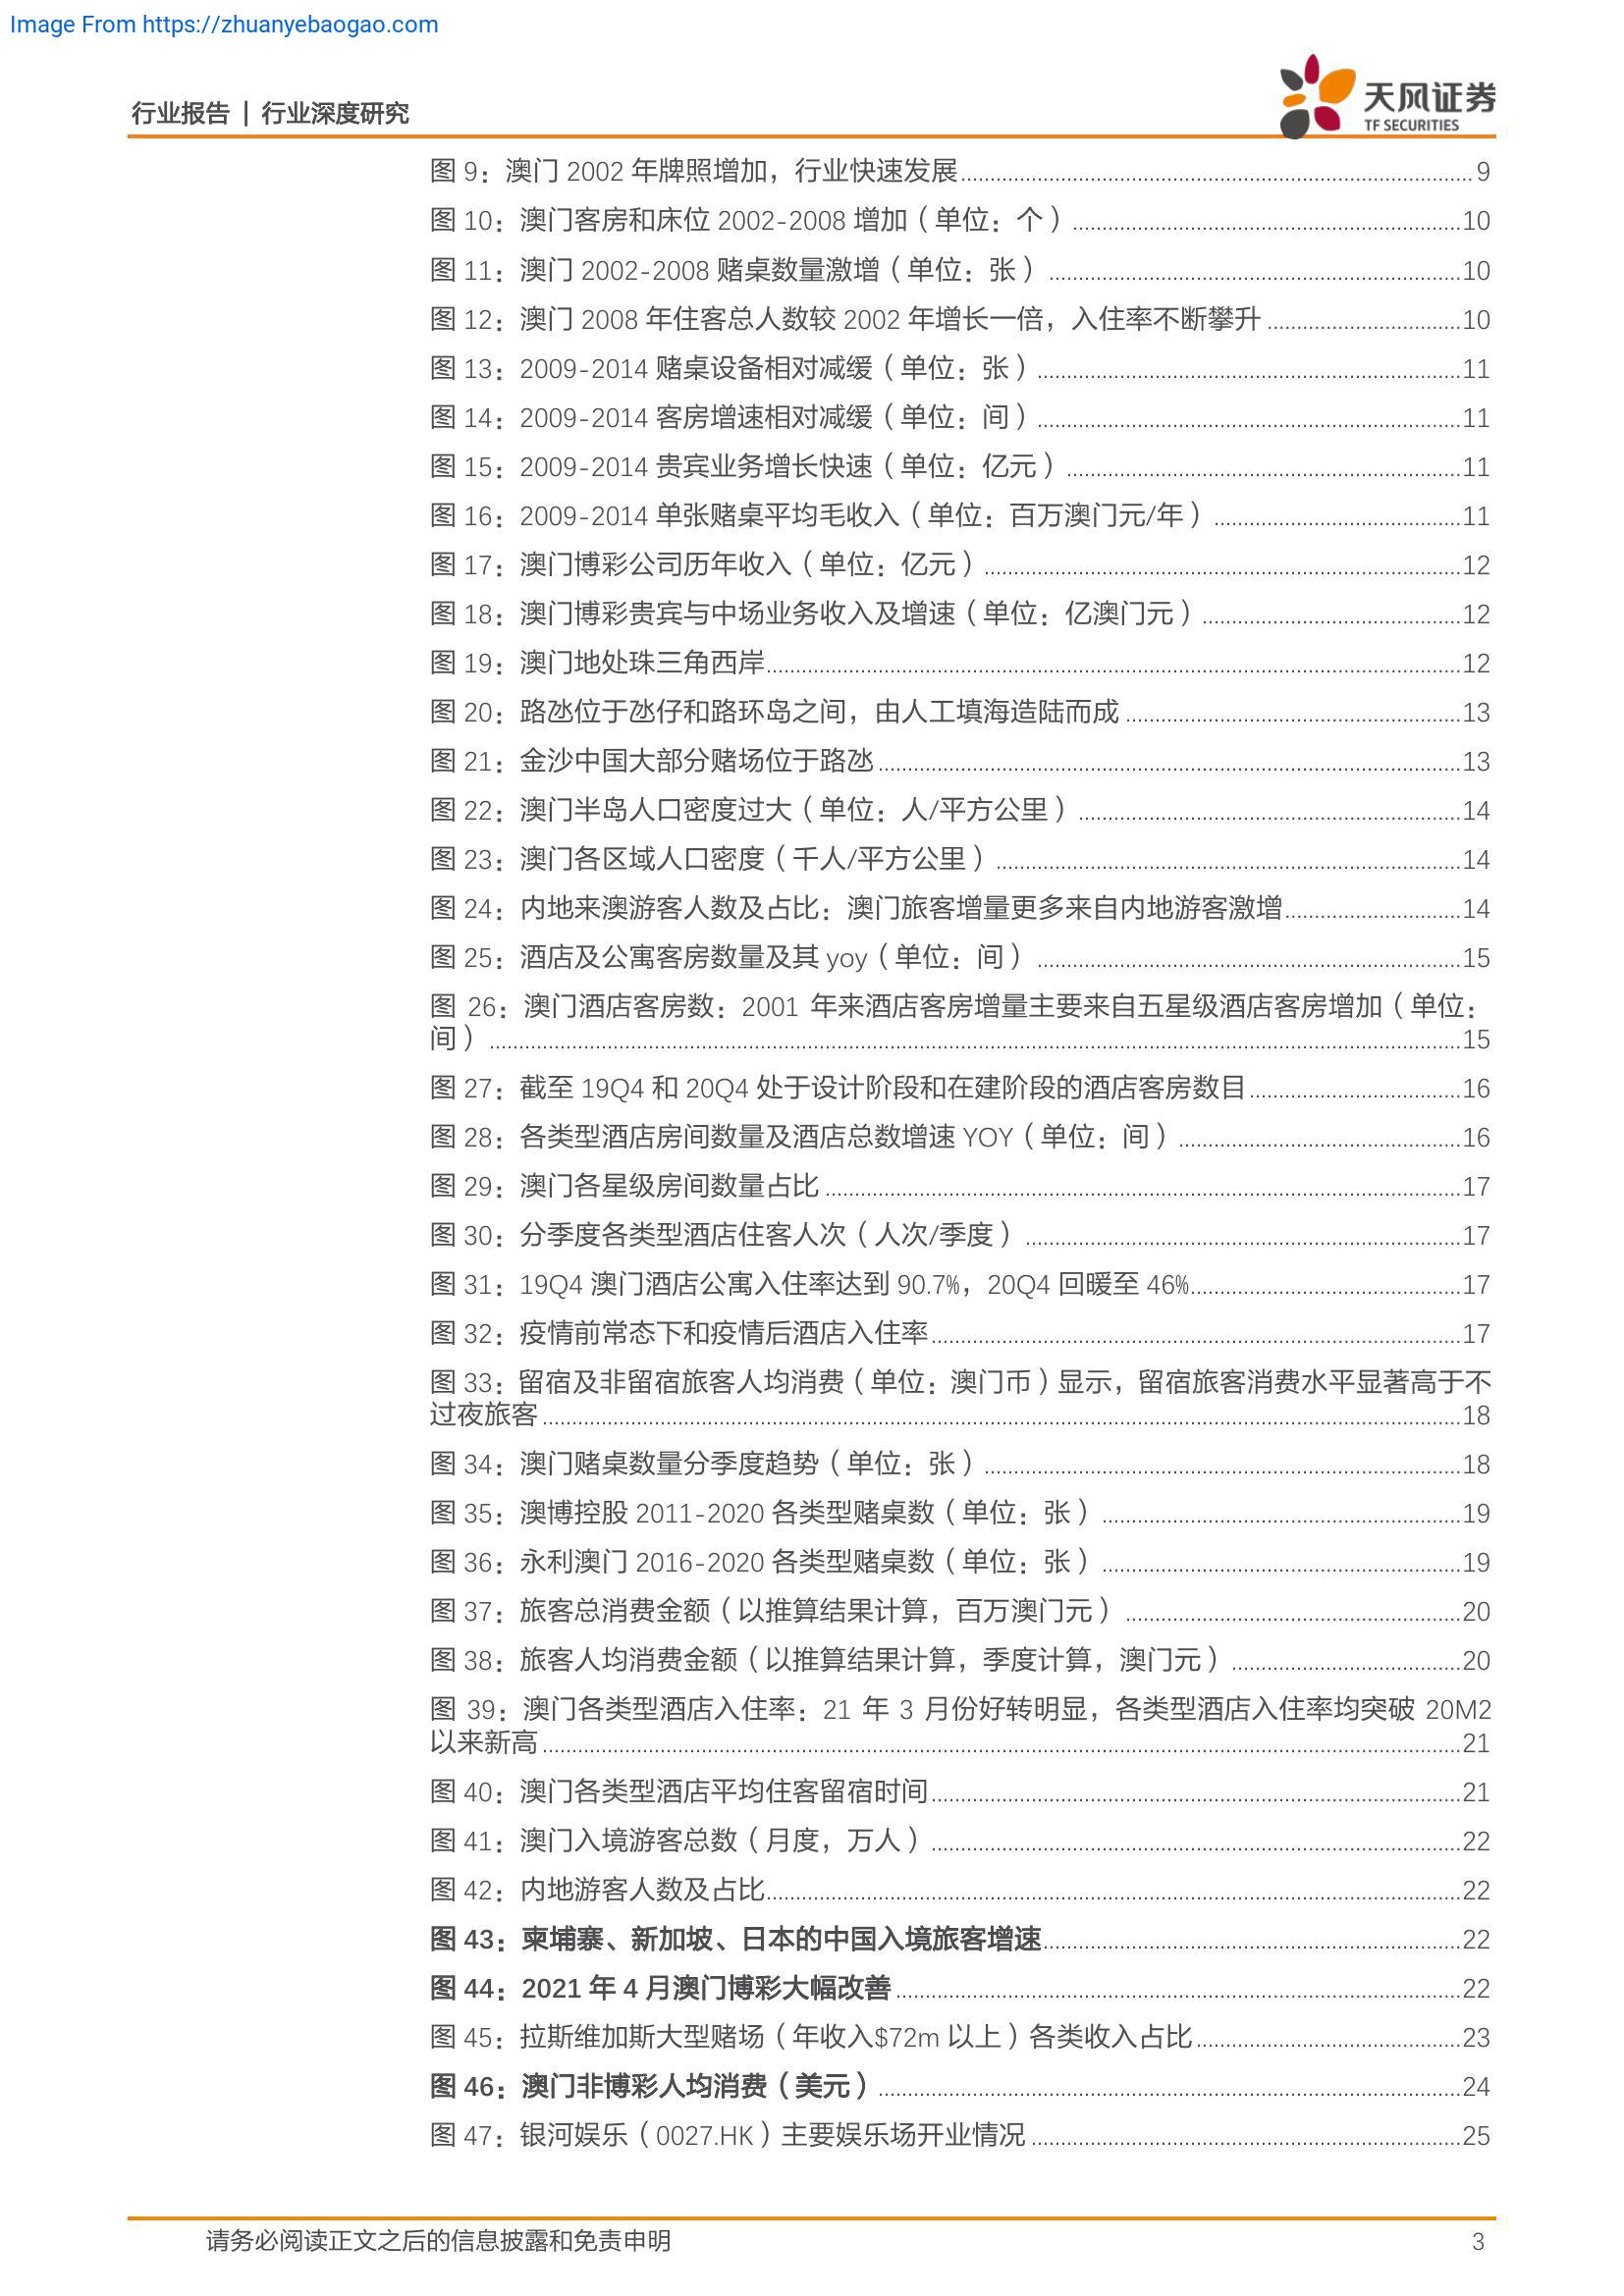 Image From https://zhuanyebaogao.com
行业报告 | 行业深度研究
天风证券
TF SECURITIES
图 9：澳门 2002 年牌照增加，行业快速发展 9
图 10：澳门客房和床位 2002-2008 增加（单位：个） 10
图 11：澳门 2002-2008 赌桌数量激增（单位：张） 10
图 12：澳门 2008 年住客总人数较 2002 年增长一倍，入住率不断攀升 10
图 13：2009-2014 赌桌设备相对减缓（单位：张） 11
图 14：2009-2014 客房增速相对减缓（单位：间） 11
图 15：2009-2014 贵宾业务增长快速（单位：亿元） 11
图 16：2009-2014 单张赌桌平均毛收入（单位：百万澳门元/年） 11
图 17：澳门博彩公司历年收入（单位：亿元） 12
图 18：澳门博彩贵宾与中场业务收入及增速（单位：亿澳门元） 12
图 19：澳门地处珠三角西岸 12
图 20：路氹位于氹仔和路环岛之间，由人工填海造陆而成 13
图 21：金沙中国大部分赌场位于路氹 13
图 22：澳门半岛人口密度过大（单位：人/平方公里） 14
图 23：澳门各区域人口密度（千人/平方公里） 14
图 24：内地来澳游客人数及占比：澳门旅客增量更多来自内地游客激增 14
图 25：酒店及公寓客房数量及其 yoy（单位：间） 15
图 26：澳门酒店客房数：2001 年来酒店客房增量主要来自五星级酒店客房增加（单位：
间） 15
图 27：截至 19Q4 和 20Q4 处于设计阶段和在建阶段的酒店客房数目 16
图 28：各类型酒店房间数量及酒店总数增速 YOY（单位：间） 16
图 29：澳门各星级房间数量占比 17
图 30：分季度各类型酒店住客人次（人次/季度） 17
图 31：19Q4 澳门酒店公寓入住率达到 90.7%，20Q4 回暖至 46% 17
图 32：疫情前常态下和疫情后酒店入住率 17
图 33：留宿及非留宿旅客人均消费（单位：澳门币）显示，留宿旅客消费水平显著高于不
过夜旅客 18
图 34：澳门赌桌数量分季度趋势（单位：张） 18
图 35：澳博控股 2011-2020 各类型赌桌数（单位：张） 19
图 36：永利澳门 2016-2020 各类型赌桌数（单位：张） 19
图 37：旅客总消费金额（以推算结果计算，百万澳门元） 20
图 38：旅客人均消费金额（以推算结果计算，季度计算，澳门元） 20
图 39：澳门各类型酒店入住率：21 年 3 月份好转明显，各类型酒店入住率均突破 20M2
以来新高 21
图 40：澳门各类型酒店平均住客留宿时间 21
图 41：澳门入境游客总数（月度，万人） 22
图 42：内地游客人数及占比 22
图 43：柬埔寨、新加坡、日本的中国入境旅客增速 22
图 44：2021 年 4 月澳门博彩大幅改善 22
图 45：拉斯维加斯大型赌场（年收入$72m 以上）各类收入占比 23
图 46：澳门非博彩人均消费（美元） 24
图 47：银河娱乐（0027.HK）主要娱乐场开业情况 25
请务必阅读正文之后的信息披露和免责申明 3